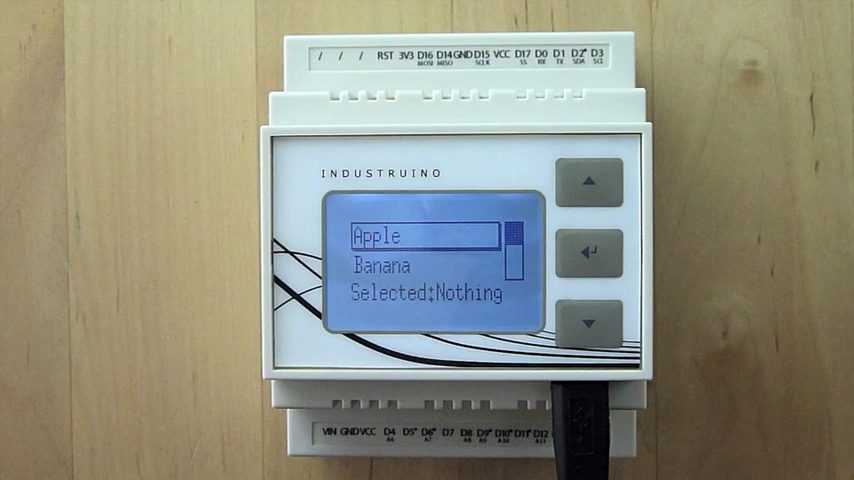 / / / RST 3V3 D16 D14 GND D15 VCC D17 D0 D1 D2* D3
MOSI MISO SCLK SS RX TX SDA SCL
INDUSTRUINO
Apple
Banana
Selected:Nothing
VIN GND VCC D4 D5* D6* D7 D8 D9* D10* D11* D12
A6 A7 A8 A9 A10 A11